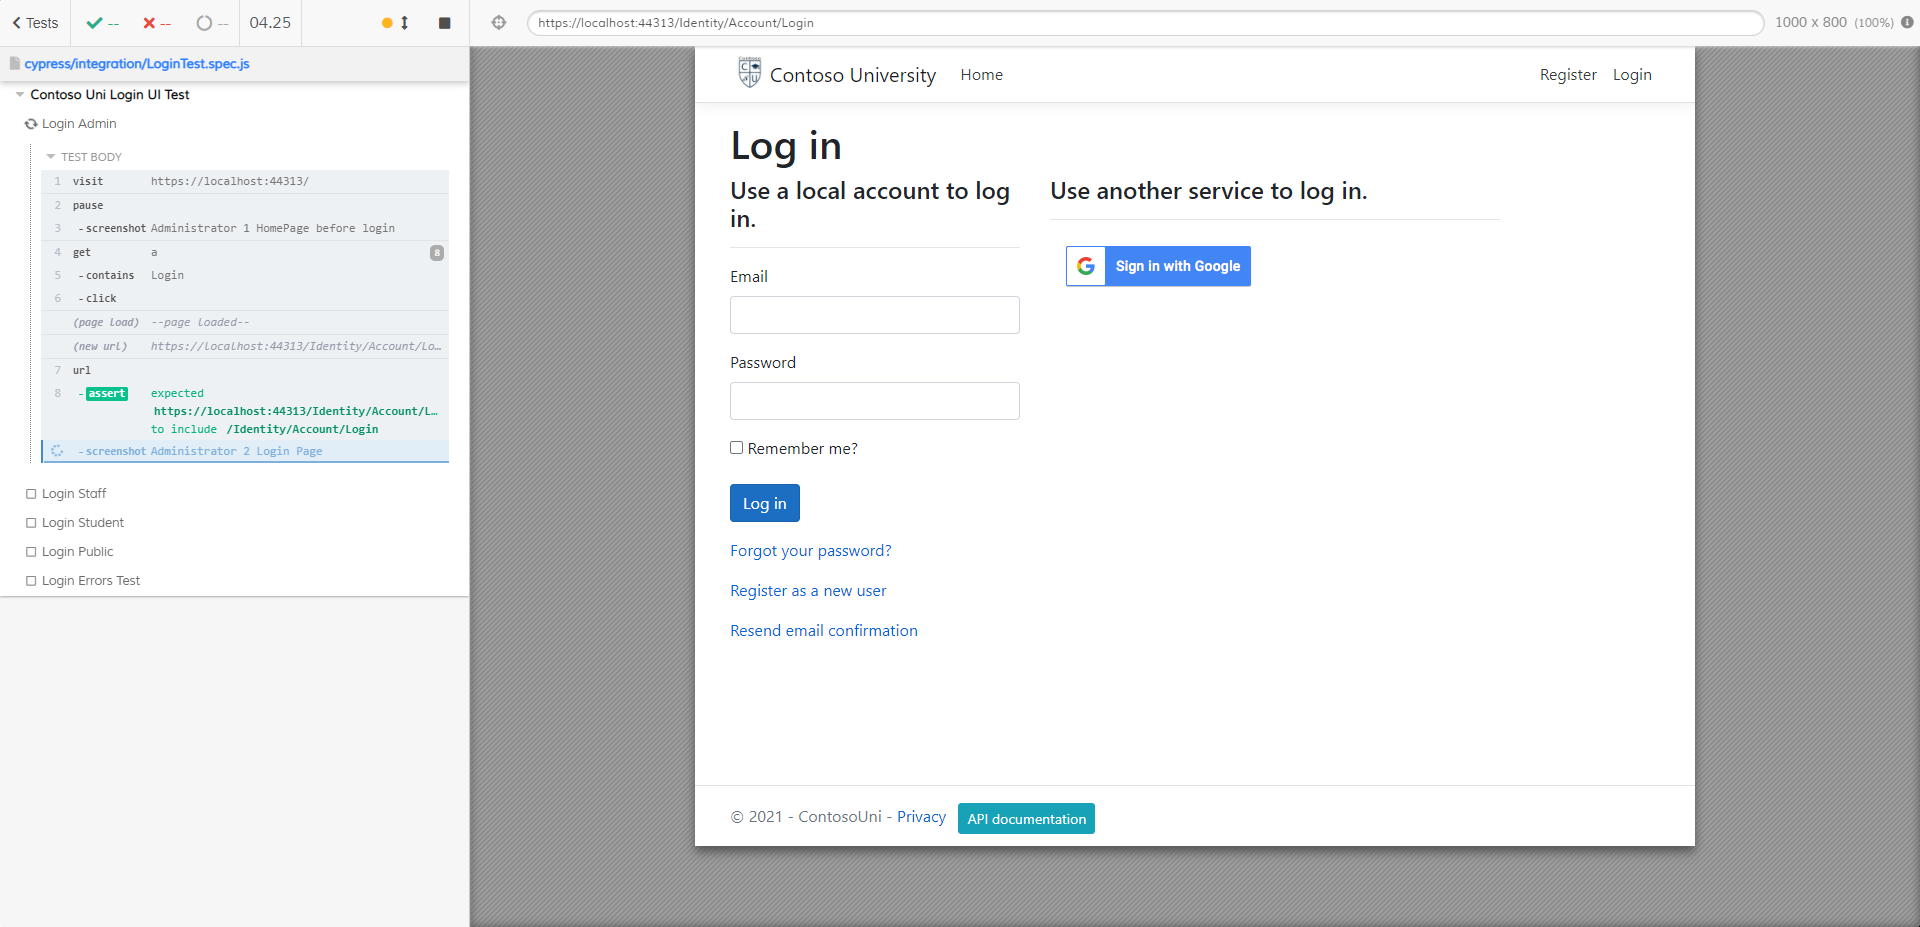 Tests -- -- -- 04.25
https://localhost:44313/Identity/Account/Login
1000 x 800 (100%)
cypress/integration/LoginTest.spec.js
Contoso Uni Login UI Test
Login Admin
TEST BODY
1 visit https://localhost:44313/
2 pause
3 -screenshot Administrator 1 HomePage before login
4 get a 8
5 -contains Login
6 -click
(page load) --page loaded--
(new url) https://localhost:44313/Identity/Account/Lo…
7 url
8 -assert expected
https://localhost:44313/Identity/Account/L…
to include /Identity/Account/Login
-screenshot Administrator 2 Login Page
Login Staff
Login Student
Login Public
Login Errors Test
Contoso University Home Register Login
Log in
Use a local account to log
in.
Email
Password
Remember me?
Log in
Forgot your password?
Register as a new user
Resend email confirmation
Use another service to log in.
Sign in with Google
© 2021 - ContosoUni - Privacy API documentation